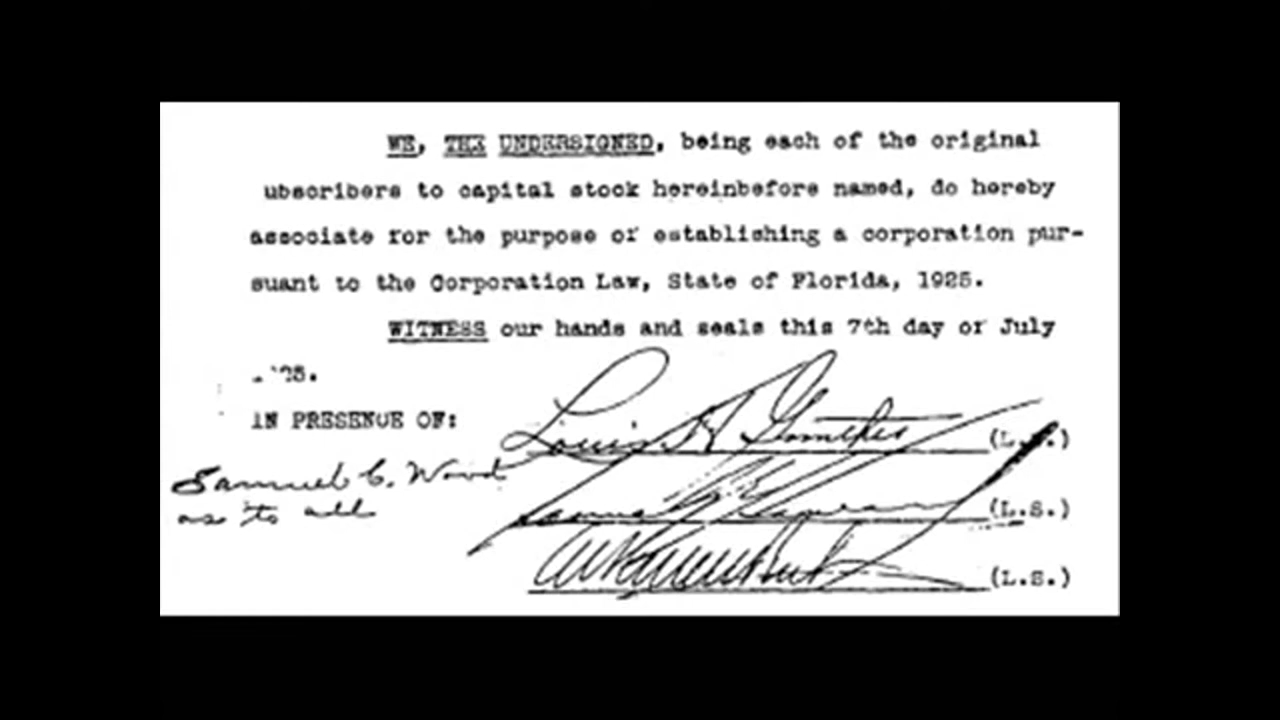 WE, THE UNDERSIGNED, being each of the original
ubscribers to capital stock hereinbefore named, do hereby
associate for the purpose of establishing a corporation pur-
suant to the Corporation Law, State of Florida, 1925.
WITNESS our hands and seals this 7th day of July
IN PRESENCE OF:
Louis (L.S.)
Samuel C. Ward
as to all
(L.S.)
(L.S.)